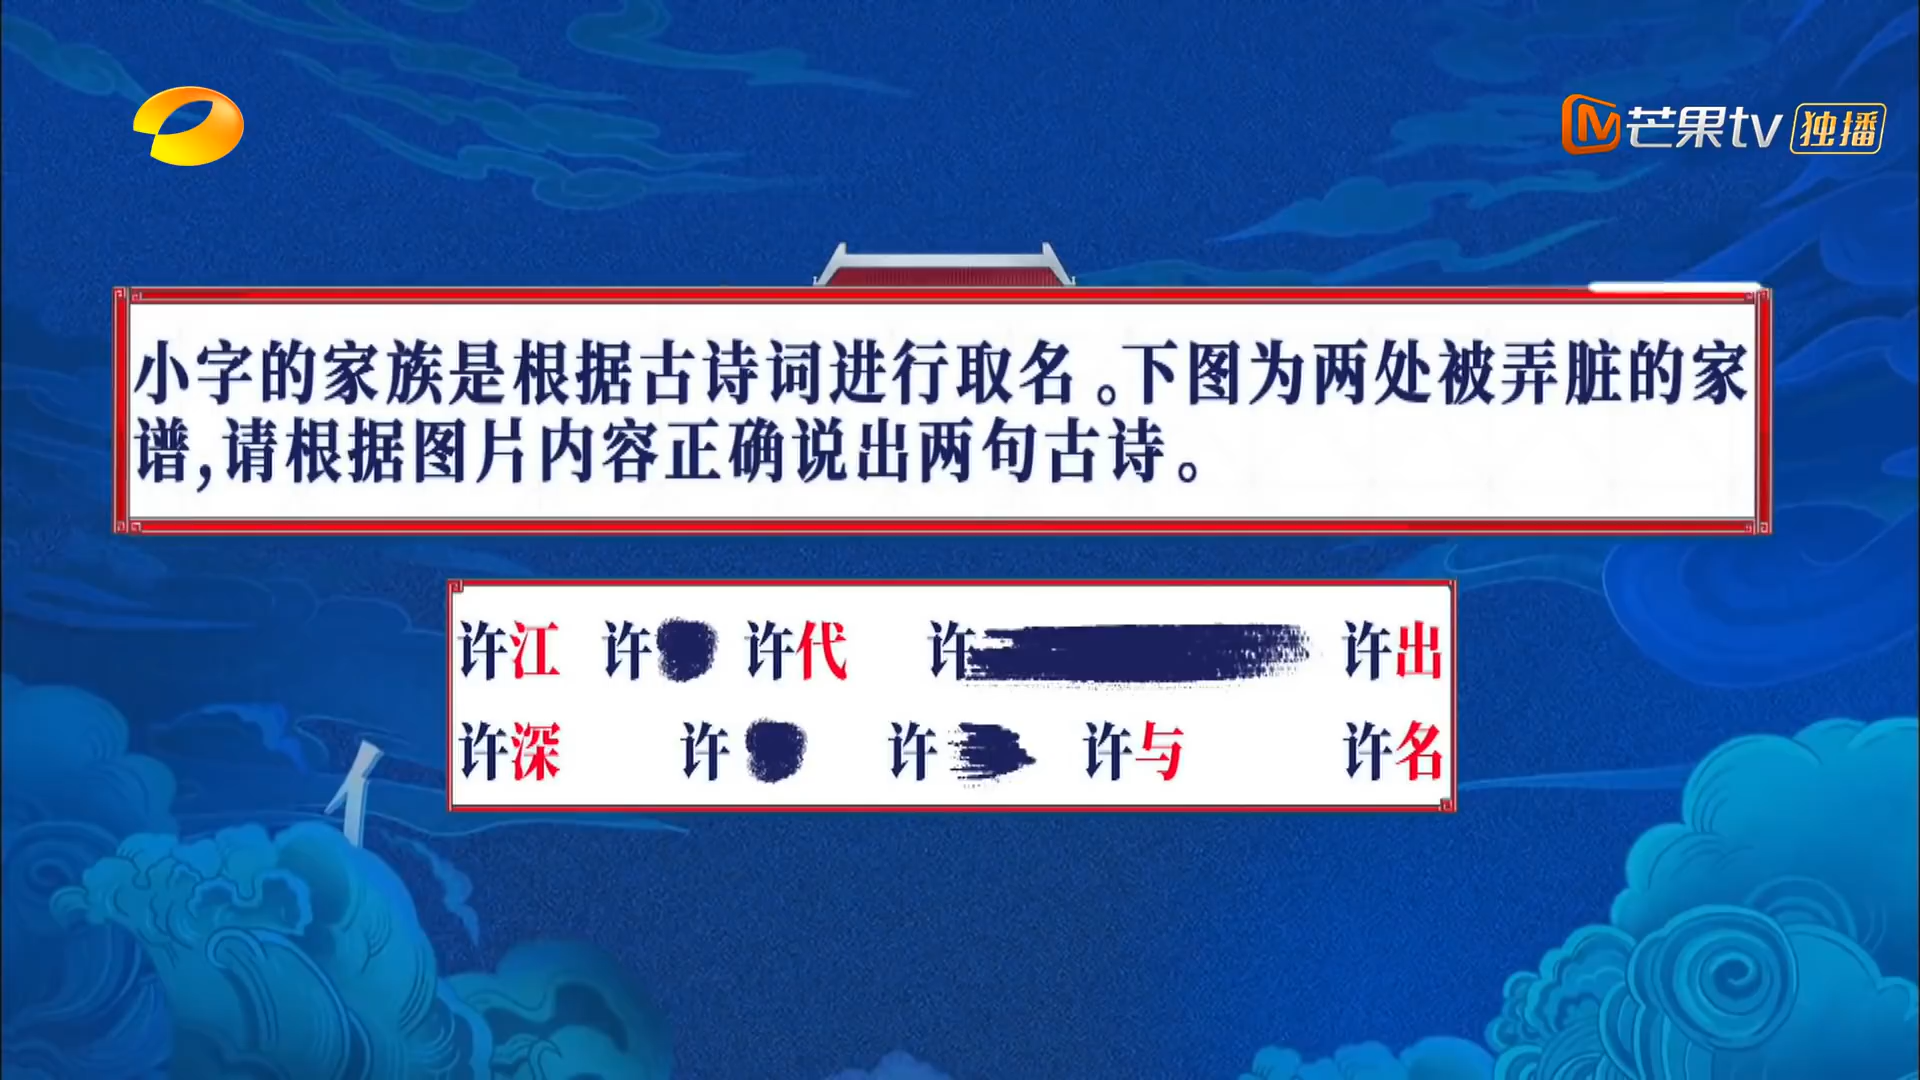 芒果tv 独播
小字的家族是根据古诗词进行取名。下图为两处被弄脏的家
谱,请根据图片内容正确说出两句古诗。
许江 许 许代 许 许出
许深 许 许 许与 许名